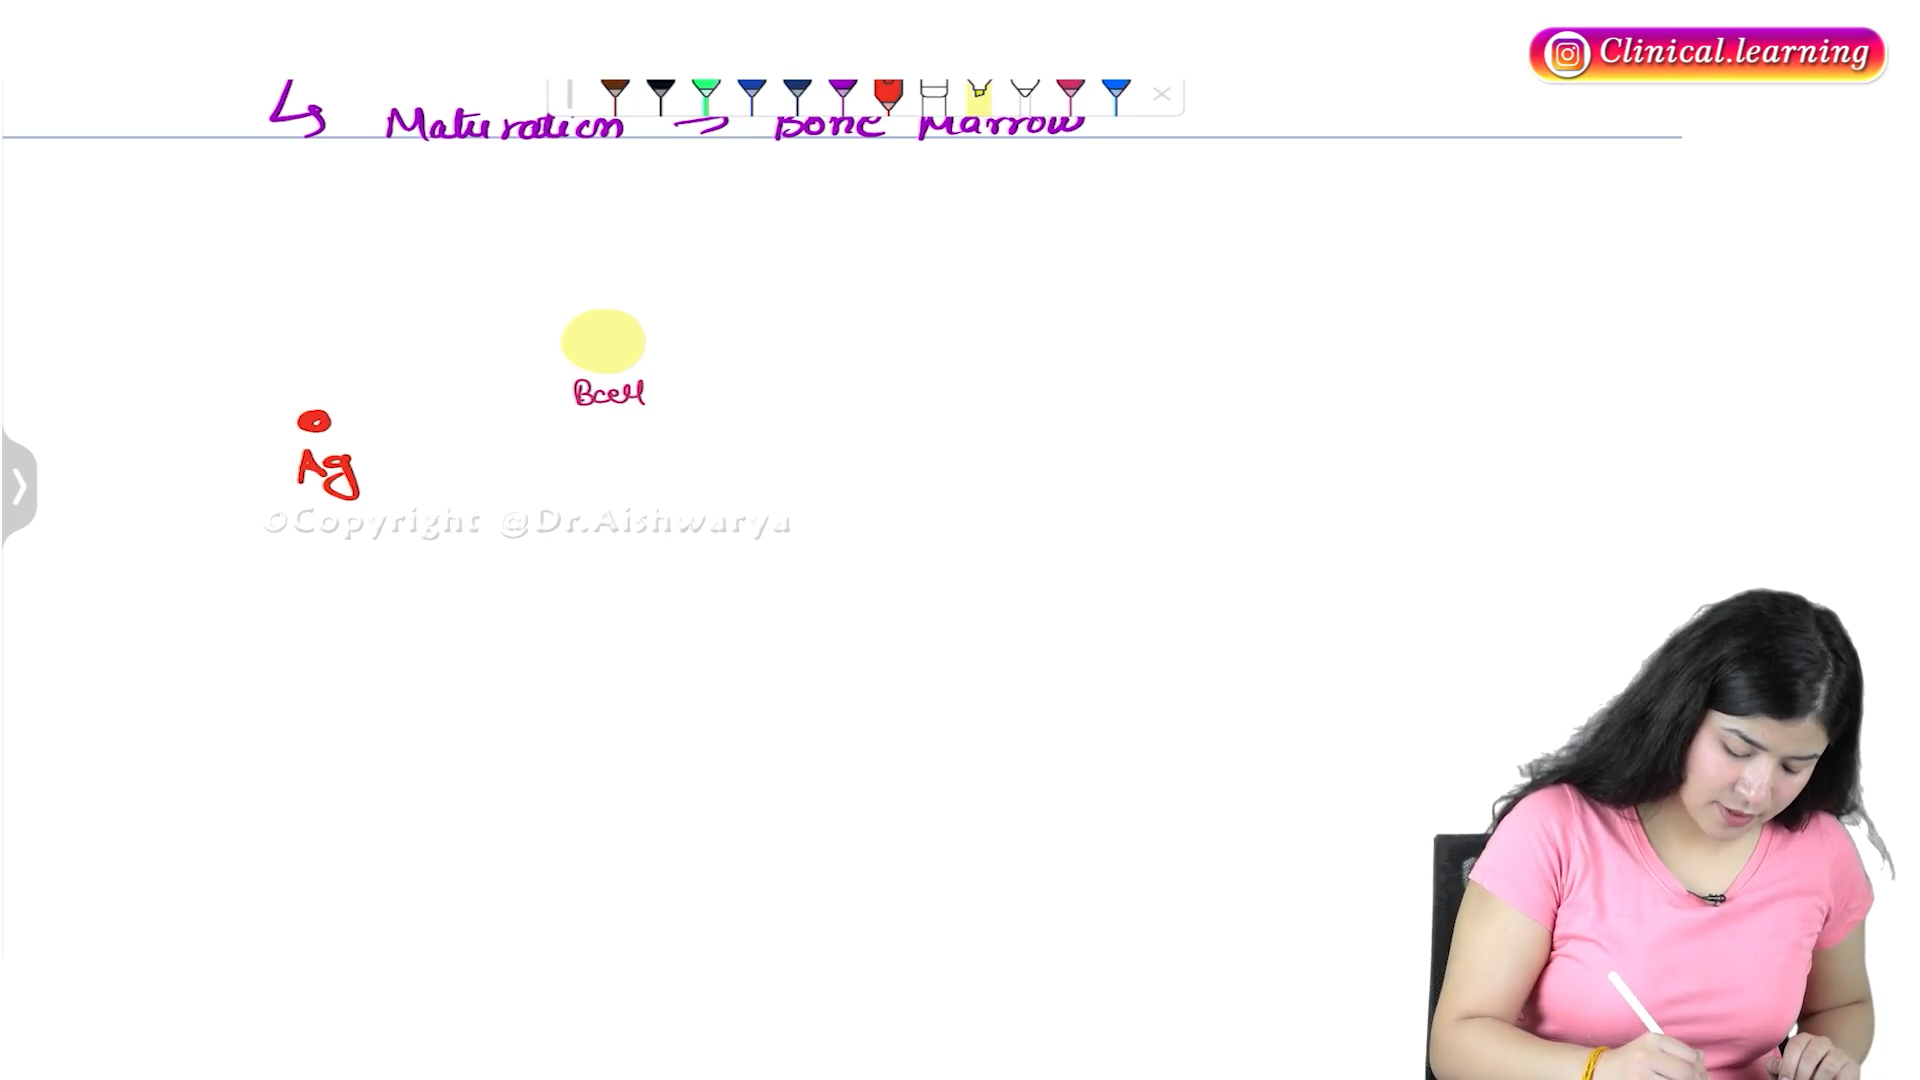 Clinical.learning
↳ Maturation → Bone Marrow
Bcell
Ag
©Copyright @Dr.Aishwarya